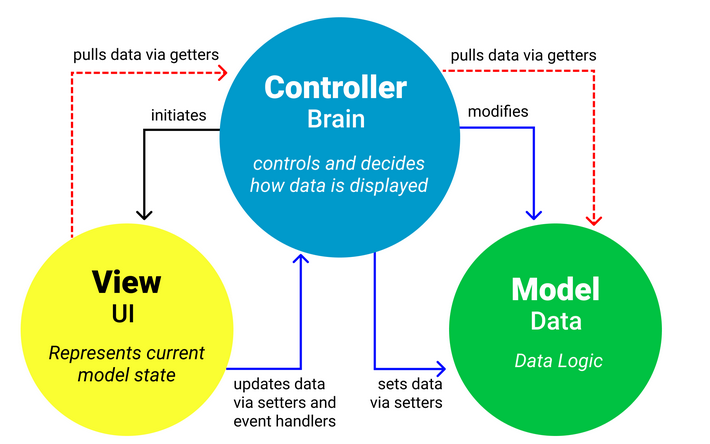 pulls data via getters
pulls data via getters
Controller
Brain
controls and decides
how data is displayed
initiates
modifies
View
UI
Represents current
model state
Model
Data
Data Logic
updates data
via setters and
event handlers
sets data
via setters